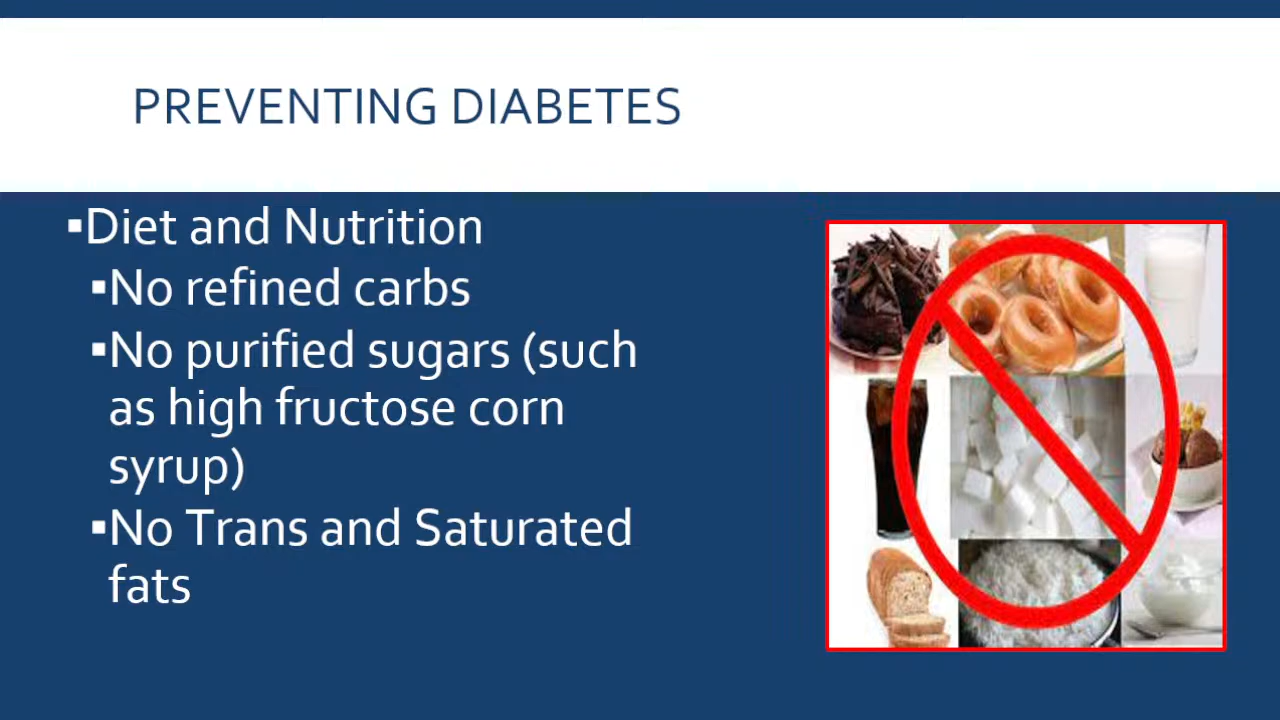 PREVENTING DIABETES
▪Diet and Nutrition
▪No refined carbs
▪No purified sugars (such
as high fructose corn
syrup)
▪No Trans and Saturated
fats